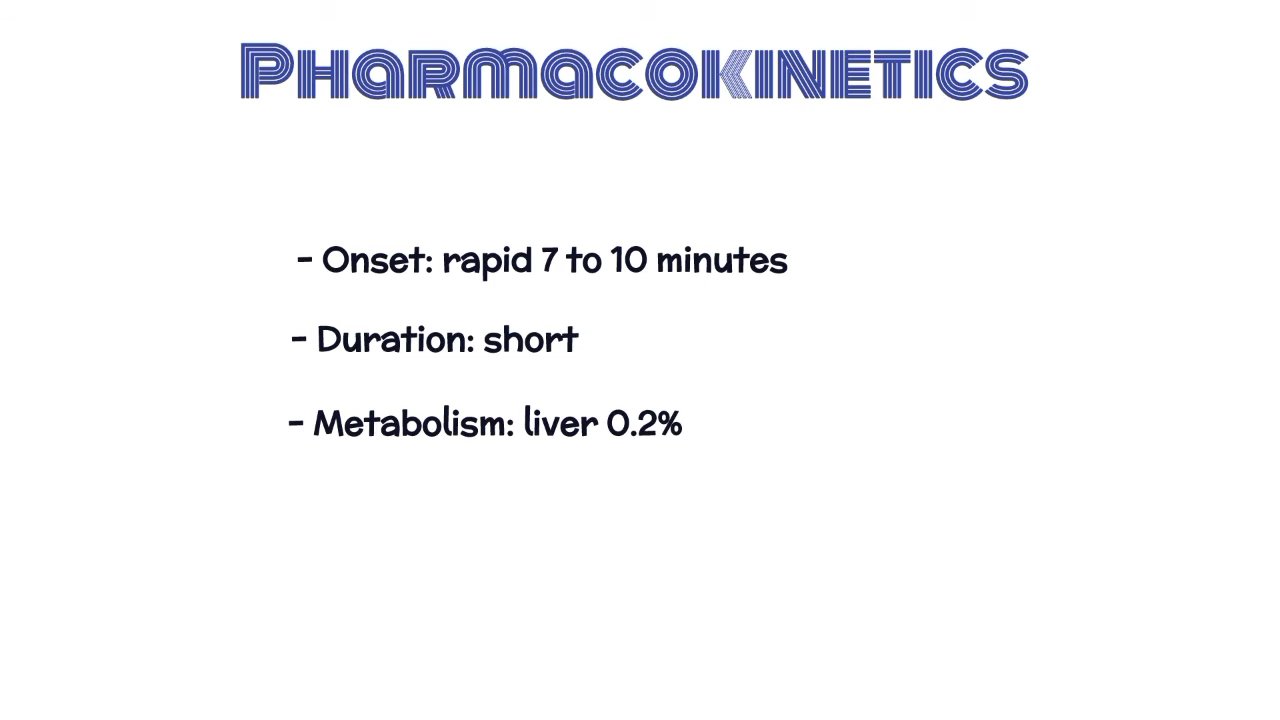 Pharmacokinetics
- Onset: rapid 7 to 10 minutes
- Duration: short
- Metabolism: liver 0.2%